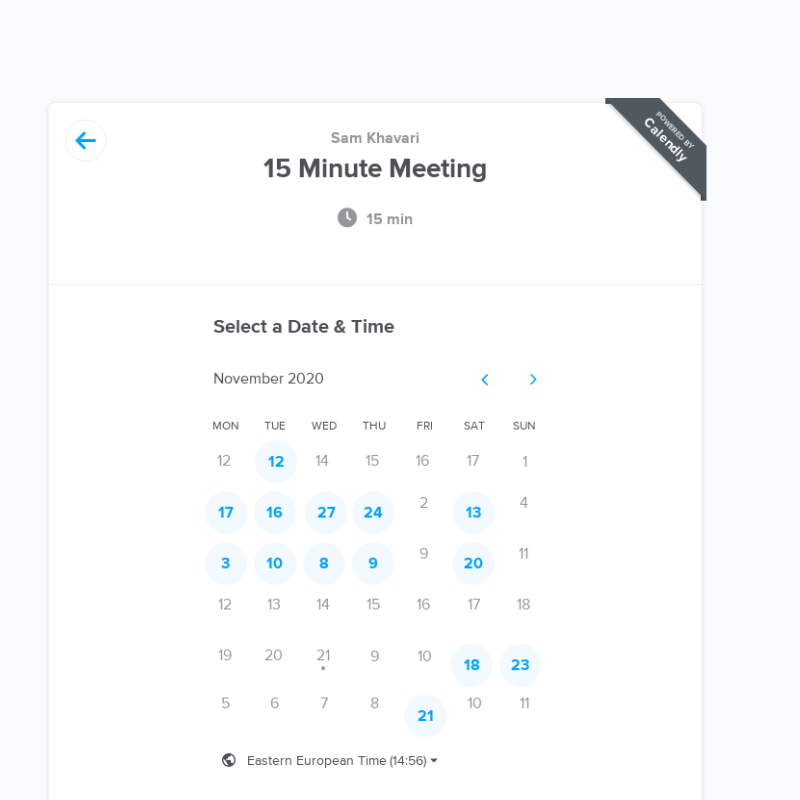 POWERED BY
Calendly
Sam Khavari
15 Minute Meeting
15 min
Select a Date & Time
November 2020
MON TUE WED THU FRI SAT SUN
12 12 14 15 16 17 1
17 16 27 24 2 13 4
3 10 8 9 9 20 11
12 13 14 15 16 17 18
19 20 21 9 10 18 23
5 6 7 8 21 10 11
Eastern European Time (14:56)